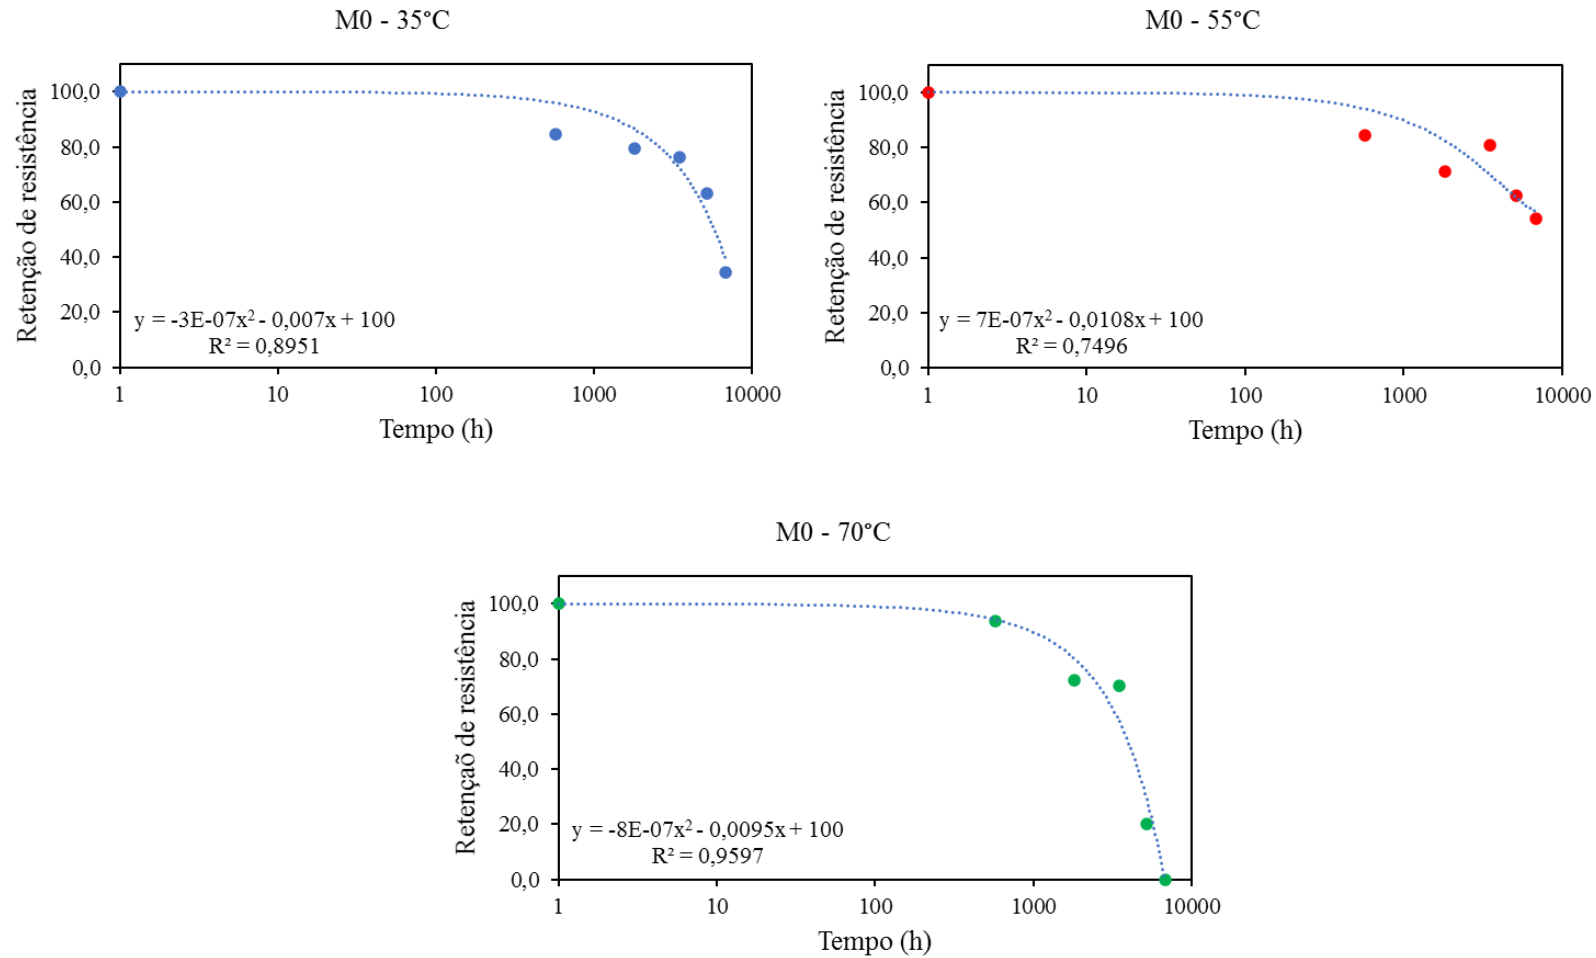 M0 - 35°C
Retenção de resistência
100,0
80,0
60,0
40,0
20,0
0,0
y = -3E-07x² - 0,007x + 100
R² = 0,8951
1 10 100 1000 10000
Tempo (h)
M0 - 55°C
Retenção de resistência
100,0
80,0
60,0
40,0
20,0
0,0
y = 7E-07x² - 0,0108x + 100
R² = 0,7496
1 10 100 1000 10000
Tempo (h)
M0 - 70°C
Retençaõ de resistência
100,0
80,0
60,0
40,0
20,0
0,0
y = -8E-07x² - 0,0095x + 100
R² = 0,9597
1 10 100 1000 10000
Tempo (h)